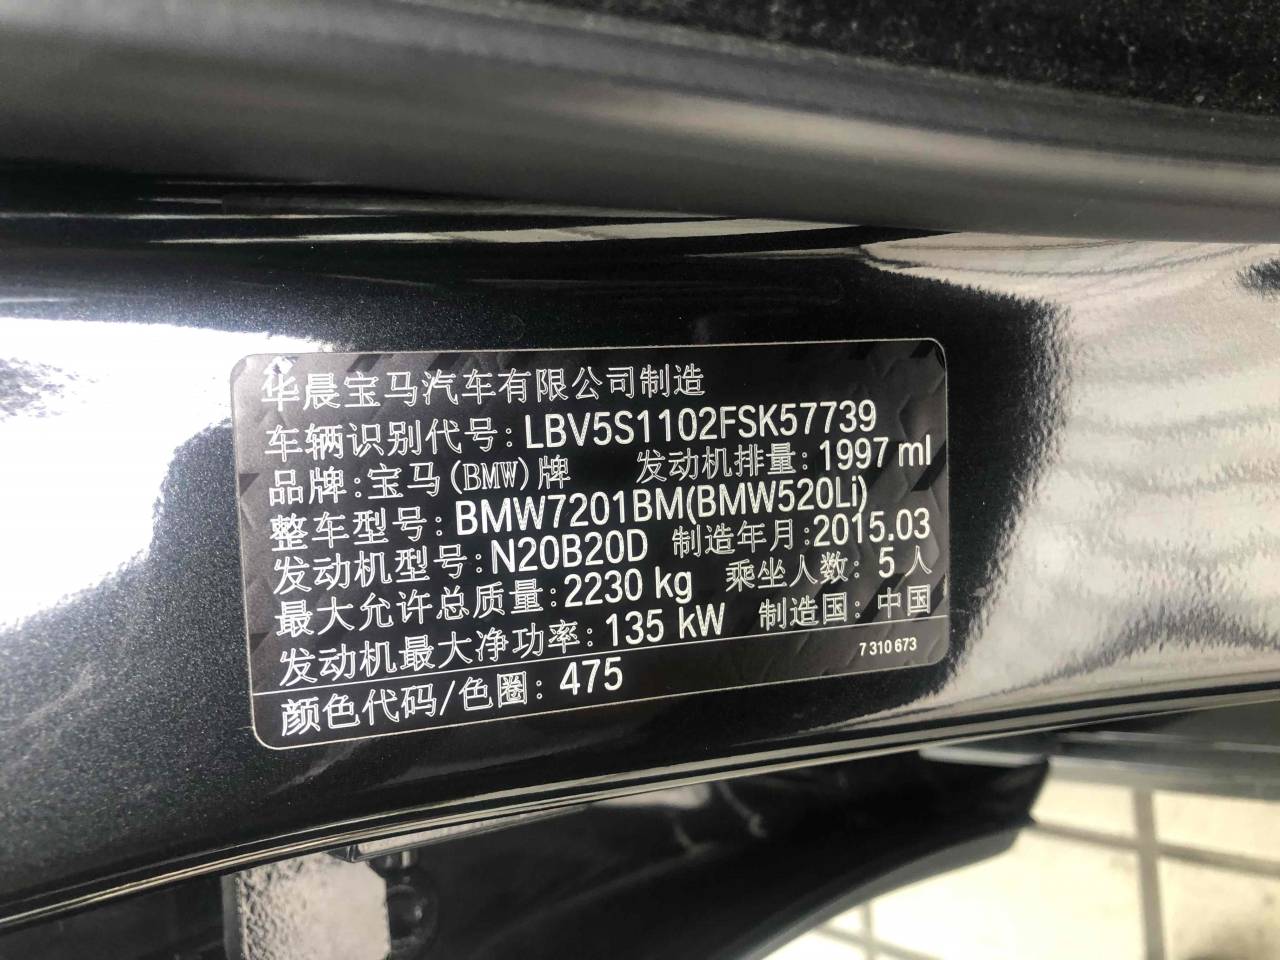 华晨宝马汽车有限公司制造
车辆识别代号: LBV5S1102FSK57739
品牌: 宝马(BMW)牌 发动机排量: 1997 ml
整车型号: BMW7201BM(BMW520Li)
发动机型号: N20B20D 制造年月: 2015.03
最大允许总质量: 2230 kg 乘坐人数: 5 人
发动机最大净功率: 135 kW 制造国: 中国
7 310 673
颜色代码/色圈: 475